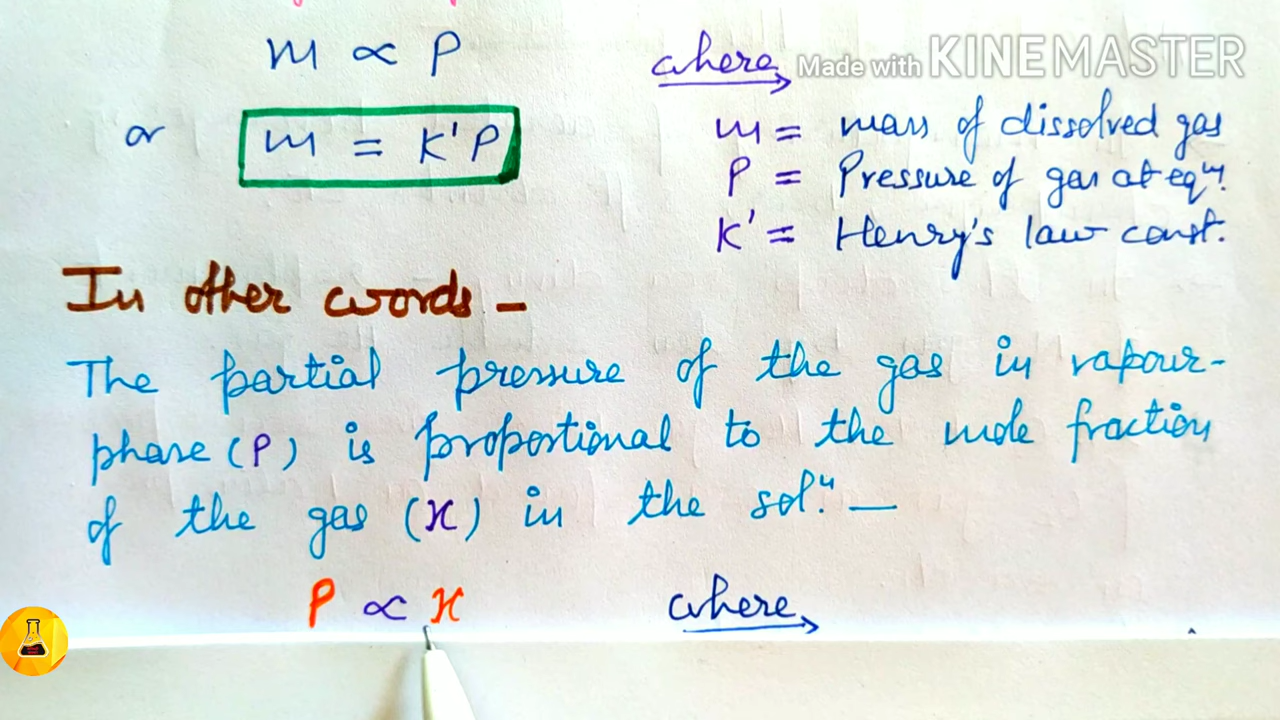 m ∝ P
where
Made with KINEMASTER
or m = K'P
m = mass of dissolved gas
P = Pressure of gas at eqⁿ.
K' = Henry's law const.
In other words –
The partial pressure of the gas in vapour-
phase (P) is proportional to the mole fraction
of the gas (x) in the solⁿ. —
P ∝ x
where